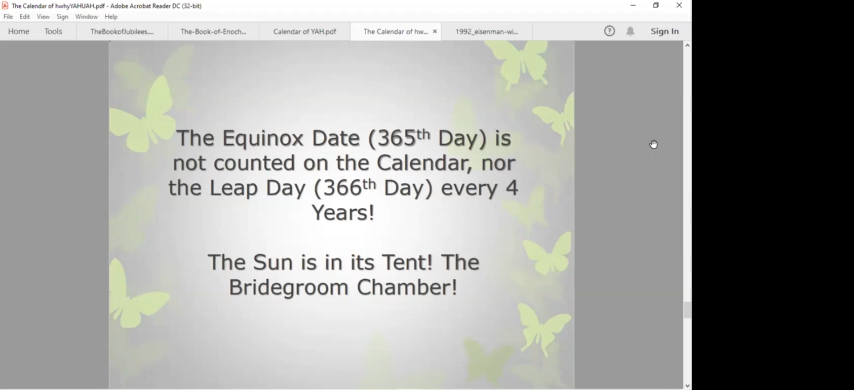 The Calendar of hwhyYAHUAH.pdf - Adobe Acrobat Reader DC (32-bit)
File Edit View Sign Window Help
Home Tools TheBookofJubilees.... The-Book-of-Enoch... Calendar of YAH.pdf The Calendar of hw... × 1992_eisenman-wi... Sign In
The Equinox Date (365th Day) is
not counted on the Calendar, nor
the Leap Day (366th Day) every 4
Years!
The Sun is in its Tent! The
Bridegroom Chamber!